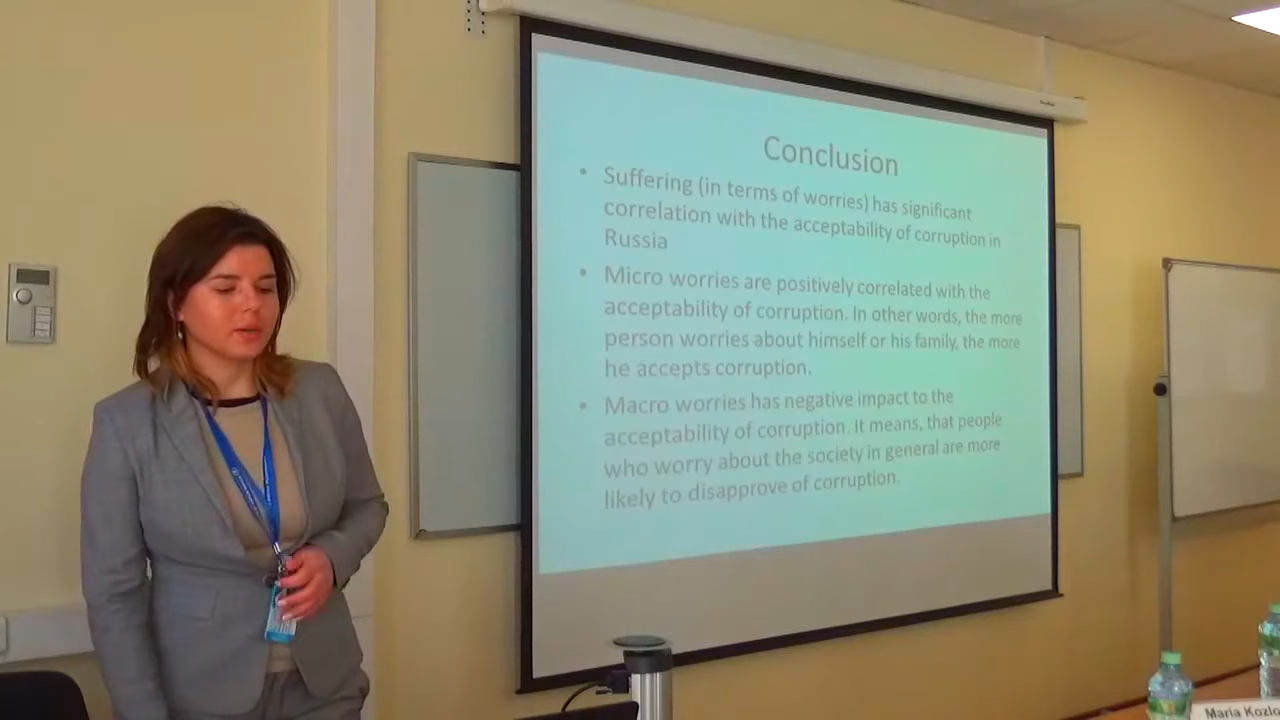 Conclusion
• Suffering (in terms of worries) has significant
correlation with the acceptability of corruption in
Russia
• Micro worries are positively correlated with the
acceptability of corruption. In other words, the more
person worries about himself or his family, the more
he accepts corruption.
• Macro worries has negative impact to the
acceptability of corruption. It means, that people
who worry about the society in general are more
likely to disapprove of corruption.
Maria Kozlo